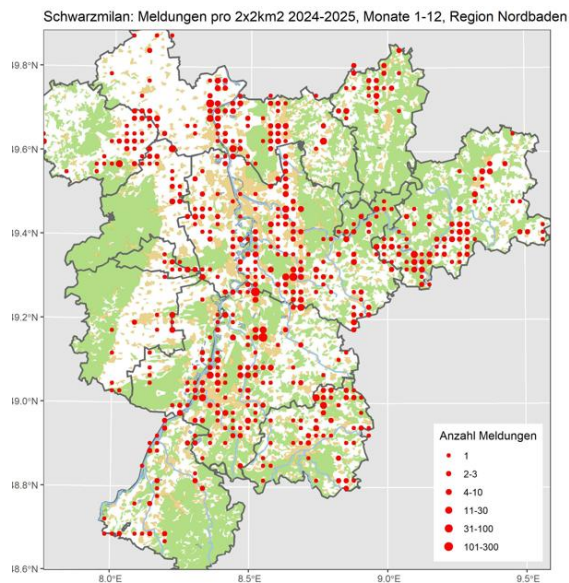 Schwarzmilan: Meldungen pro 2x2km2 2024-2025, Monate 1-12, Region Nordbaden
49.8°N
49.6°N
49.4°N
49.2°N
49.0°N
48.8°N
48.6°N
Anzahl Meldungen
1
2-3
4-10
11-30
31-100
101-300
8.0°E 8.5°E 9.0°E 9.5°E